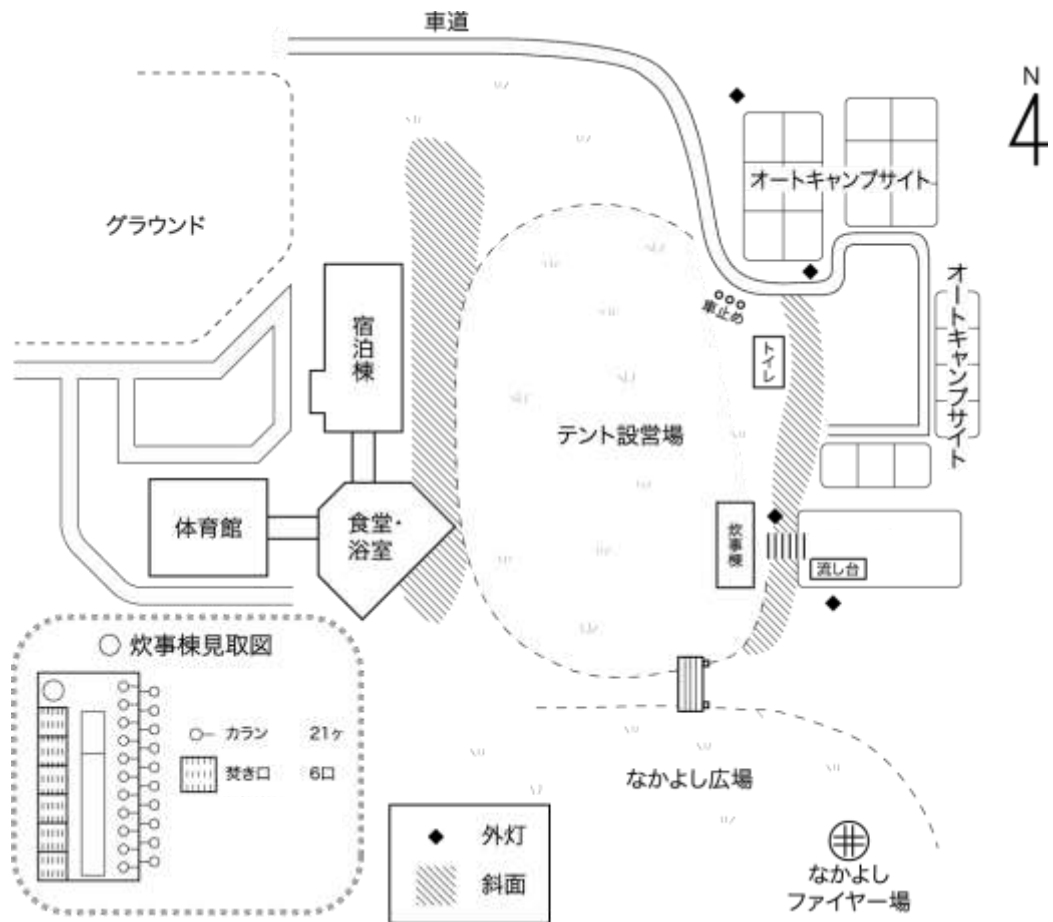 車道
N
オートキャンプサイト
グラウンド
オートキャンプサイト
車止め
宿泊棟
トイレ
テント設営場
体育館
食堂・
浴室
炊事棟
流し台
○ 炊事棟見取図
カラン 21ヶ
焚き口 6口
なかよし広場
外灯
斜面
なかよし
ファイヤー場